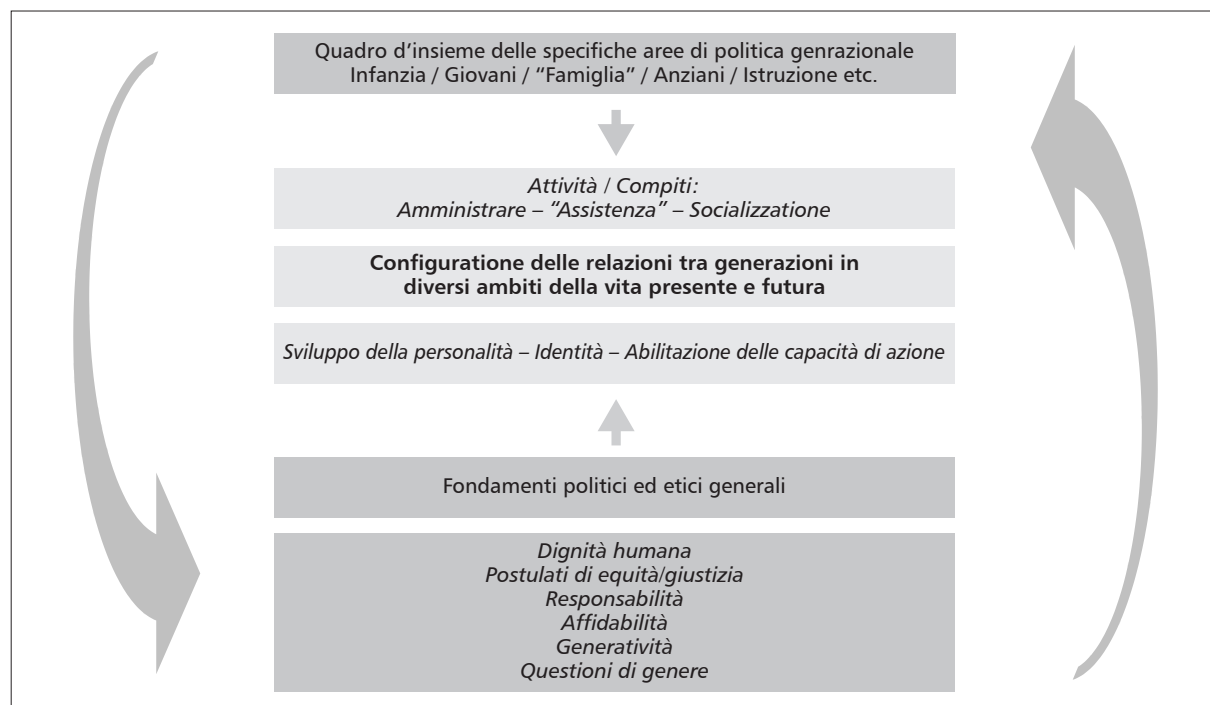 Quadro d’insieme delle specifiche aree di politica genrazionale
Infanzia / Giovani / “Famiglia” / Anziani / Istruzione etc.
Attività / Compiti:
Amministrare – “Assistenza” – Socializzatione
Configuratione delle relazioni tra generazioni in
diversi ambiti della vita presente e futura
Sviluppo della personalità – Identità – Abilitazione delle capacità di azione
Fondamenti politici ed etici generali
Dignità humana
Postulati di equità/giustizia
Responsabilità
Affidabilità
Generatività
Questioni di genere